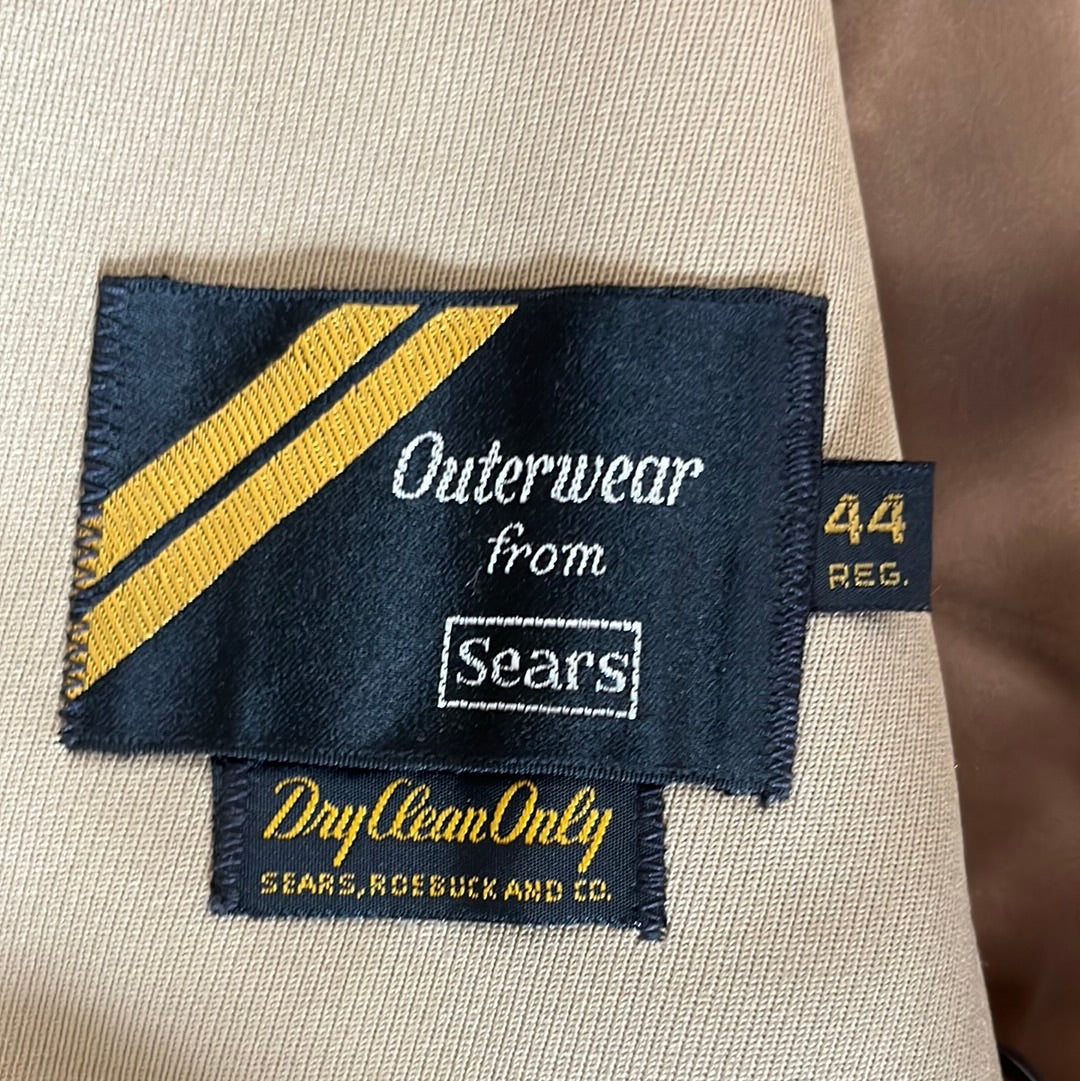 Outerwear
from
Sears
44
REG.
Dry Clean Only
SEARS, ROEBUCK AND CO.